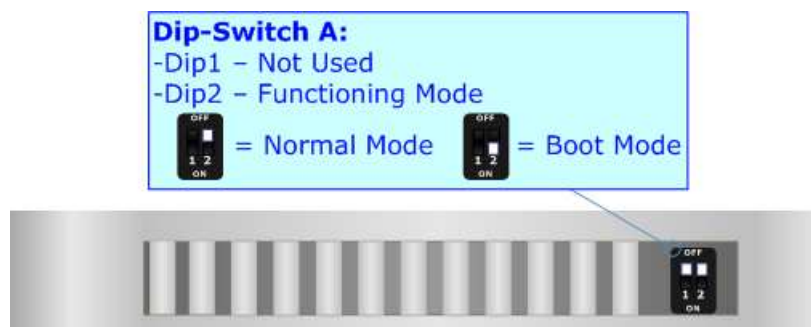 Dip-Switch A:
-Dip1 – Not Used
-Dip2 – Functioning Mode
OFF
1 2
ON
= Normal Mode
OFF
1 2
ON
= Boot Mode
OFF
1 2
ON